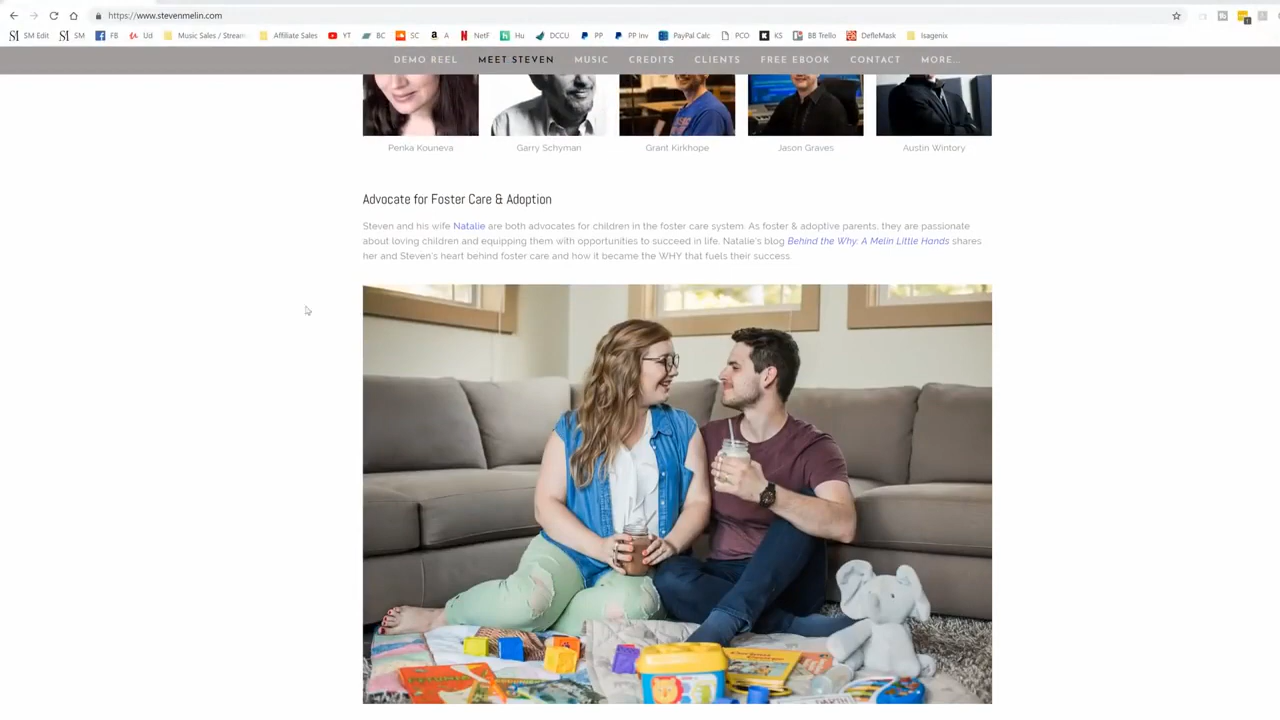 https://www.stevenmelin.com
SM Edit SM FB Ud Music Sales / Stream Affiliate Sales YT BC SC A NetF Hu DCCU PP PP inv PayPal Calc PCO KS BB Trello DefleMask Isagenix
DEMO REEL MEET STEVEN MUSIC CREDITS CLIENTS FREE EBOOK CONTACT MORE...
Penka Kouneva Garry Schyman Grant Kirkhope Jason Graves Austin Wintory
Advocate for Foster Care & Adoption
Steven and his wife Natalie are both advocates for children in the foster care system. As foster & adoptive parents, they are passionate
about loving children and equipping them with opportunities to succeed in life. Natalie's blog Behind the Why: A Melin Little Hands shares
her and Steven's heart behind foster care and how it became the WHY that fuels their success.